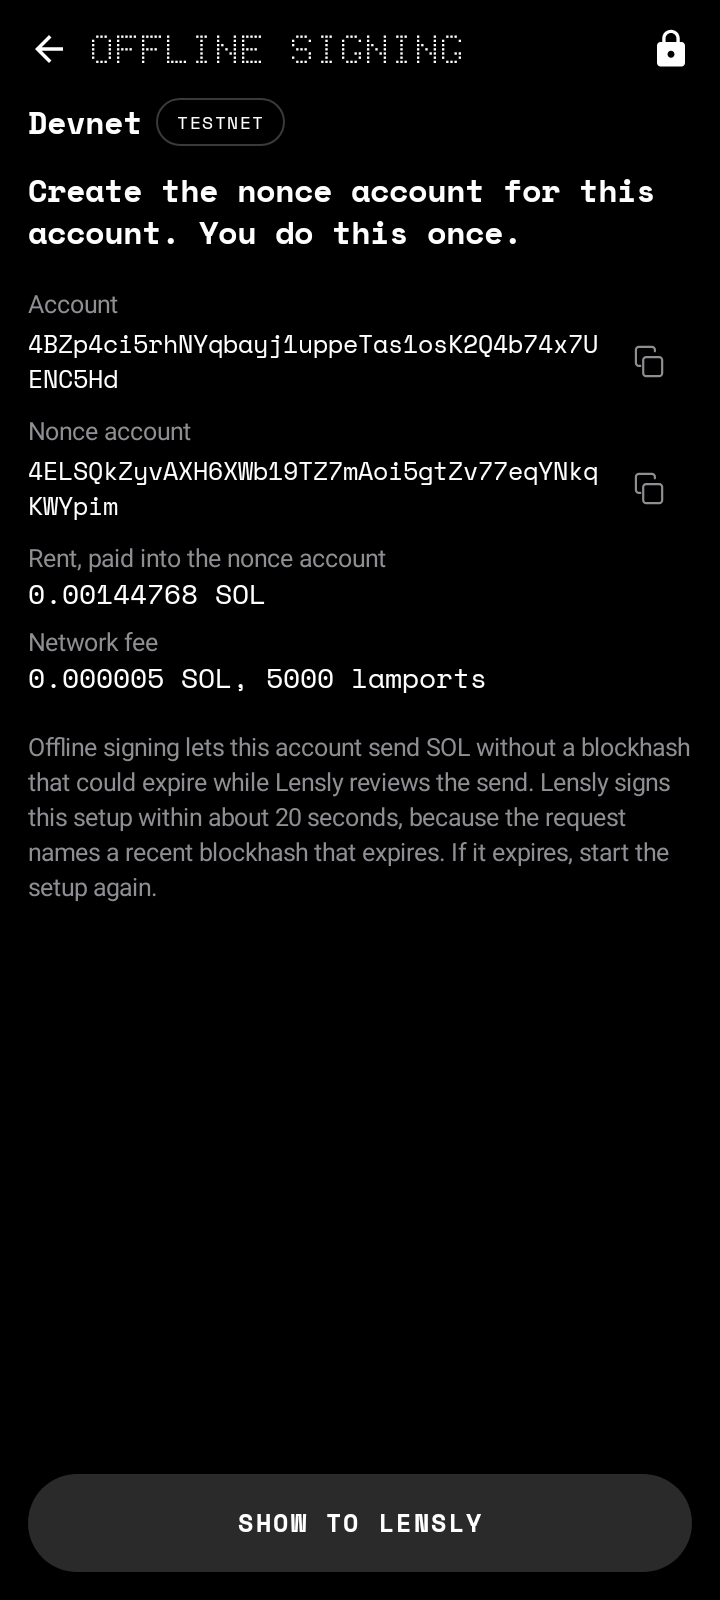 OFFLINE SIGNING
Devnet TESTNET
Create the nonce account for this
account. You do this once.
Account
4BZp4ci5rhNYqbayj1uppeTas1osK2Q4b74x7U
ENC5Hd
Nonce account
4ELSQkZyvAXH6XWb19TZ7mAoi5gtZv77eqYNkq
KWYpim
Rent, paid into the nonce account
0.00144768 SOL
Network fee
0.000005 SOL, 5000 lamports
Offline signing lets this account send SOL without a blockhash
that could expire while Lensly reviews the send. Lensly signs
this setup within about 20 seconds, because the request
names a recent blockhash that expires. If it expires, start the
setup again.
SHOW TO LENSLY